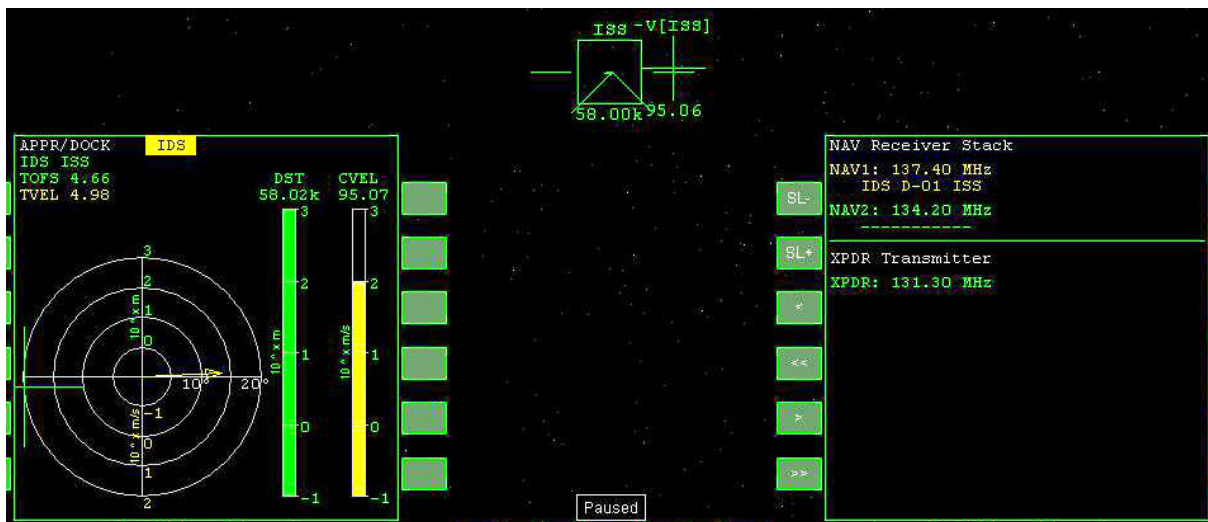 ISS -V[ISS]
58.00k 95.06
APPR/DOCK IDS
IDS ISS
TOFS 4.66
TVEL 4.98
DST CVEL
58.02k 95.07
3 3
2 2
1 1
0 0
-1 -1
10^x m
10^x m/s
3
2
1
0
10^x m
10° 20°
-1
0
1
2
10^x m/s
SL-
SL+
<
<<
>
>>
NAV Receiver Stack
NAV1: 137.40 MHz
IDS D-01 ISS
NAV2: 134.20 MHz
-----------
XPDR Transmitter
XPDR: 131.30 MHz
Paused